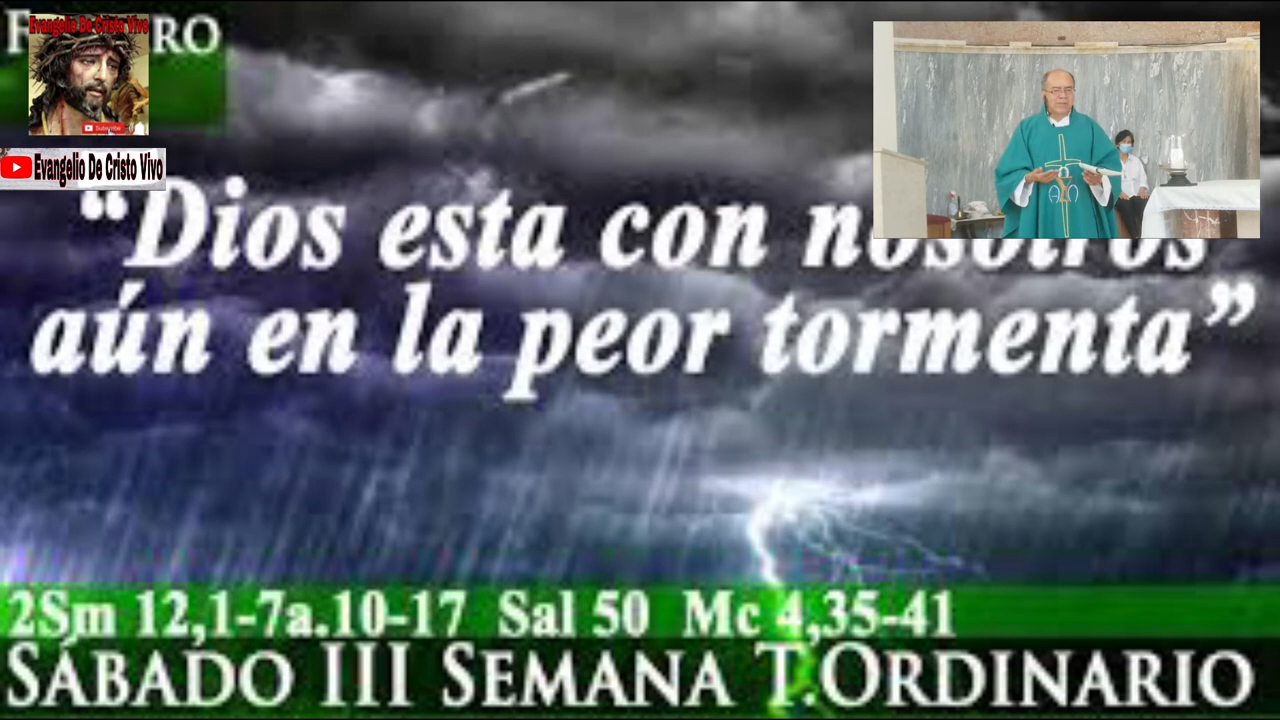 Evangelio De Cristo Vivo
RO
Subscribe
Evangelio De Cristo Vivo
“Dios esta con nosotros
aún en la peor tormenta”
2Sm 12,1-7a.10-17 Sal 50 Mc 4,35-41
SÁBADO III SEMANA T.ORDINARIO